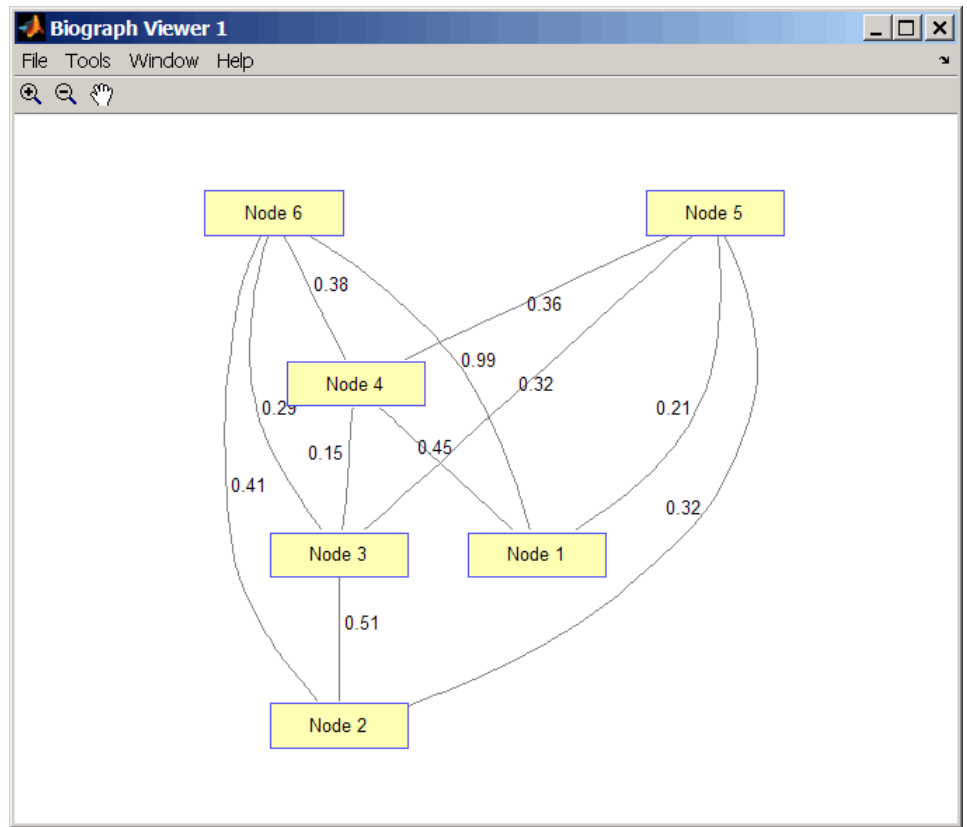 Biograph Viewer 1
File Tools Window Help
Node 6
Node 5
0.38
0.36
0.99
Node 4
0.32
0.29
0.21
0.15
0.45
0.41
0.32
Node 3
Node 1
0.51
Node 2